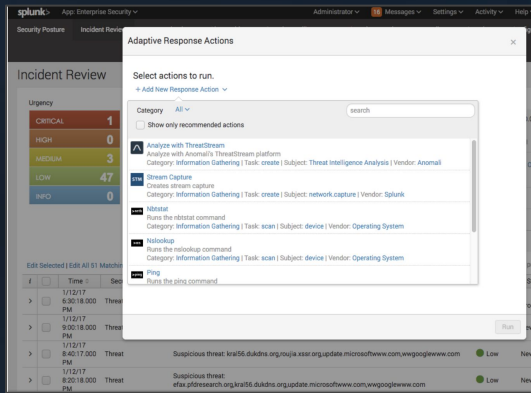 splunk> App: Enterprise Security Administrator 18 Messages Settings Activity Help
Security Posture Incident Review
Adaptive Response Actions ×
Incident Review
Select actions to run.
+ Add New Response Action
Urgency
Category All search
Show only recommended actions
CRITICAL 1
HIGH 0
MEDIUM 3
LOW 47
INFO 0
Analyze with ThreatStream
Analyze with Anomali's ThreatStream platform
Category: Information Gathering | Task: create | Subject: Threat Intelligence Analysis | Vendor: Anomali
STM Stream Capture
Creates stream capture
Category: Information Gathering | Task: create | Subject: network.capture | Vendor: Splunk
Nbtstat
Runs the nbtstat command
Category: Information Gathering | Task: scan | Subject: device | Vendor: Operating System
Nslookup
Runs the nslookup command
Category: Information Gathering | Task: scan | Subject: device | Vendor: Operating System
Ping
Runs the ping command
Edit Selected | Edit All 51 Matchin
i Time Sec
Run
1/12/17
6:30:18.000 Threat
PM
1/12/17
9:00:18.000 Threat
PM
1/12/17
8:40:17.000 Threat Suspicious threat: krai56.dukdns.org,roujia.xssr.org,update.microsoftwww.com,wwgooglewww.com Low Nev
PM
1/12/17
8:20:18.000 Threat Suspicious threat:
efax.pfdresearch.org,krai56.dukdns.org,update.microsoftwww.com,wwgooglewww.com Low Nev
PM